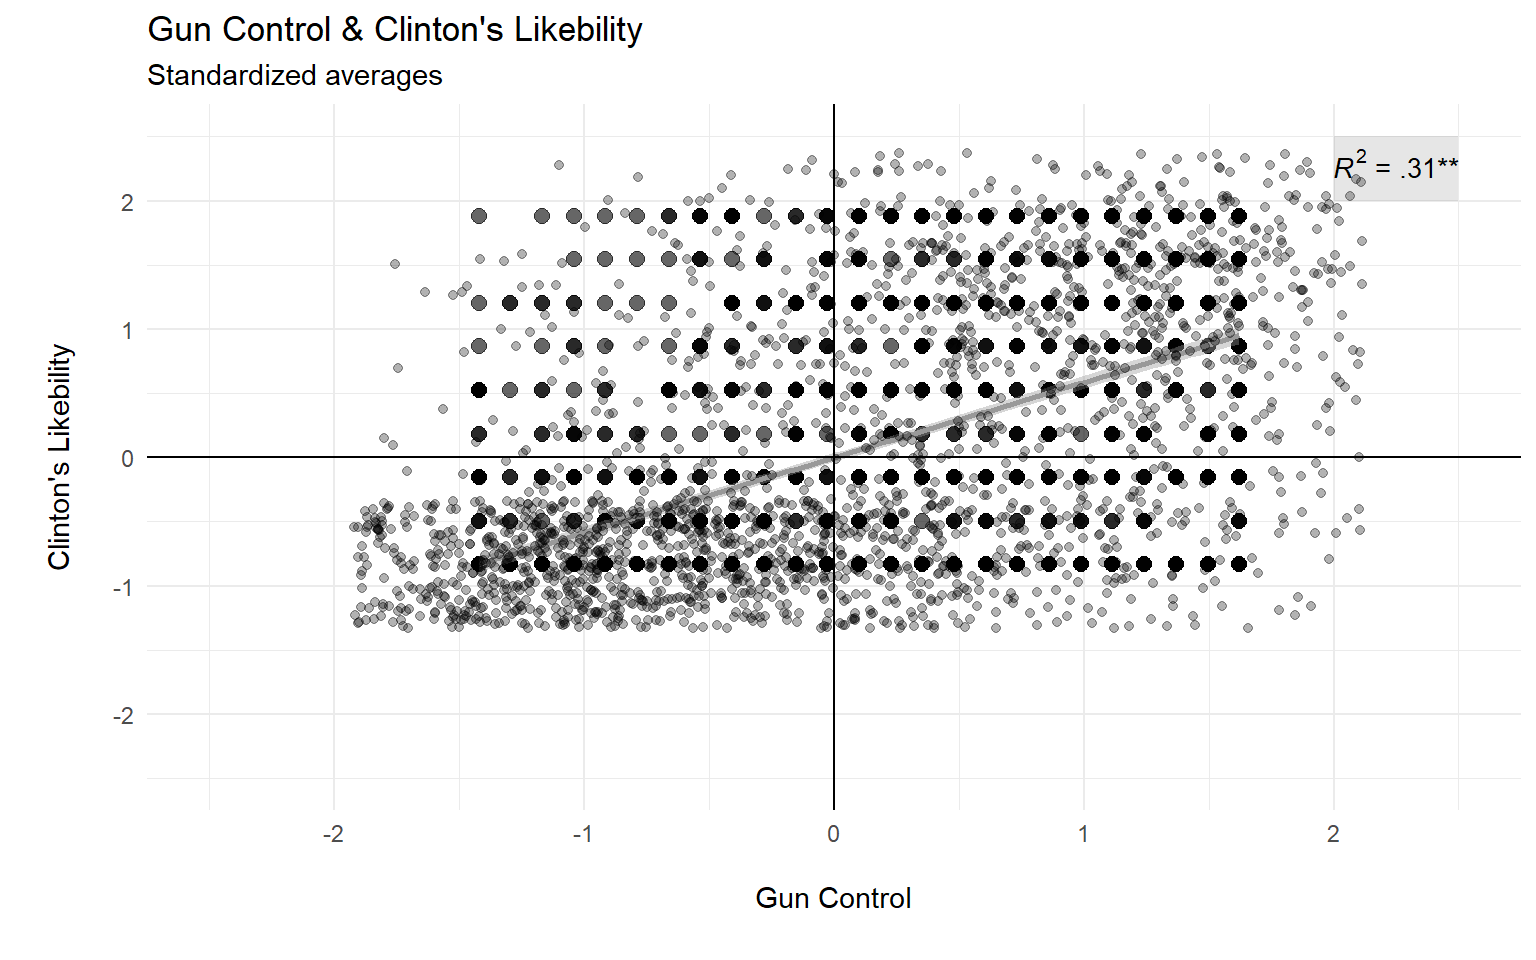 Gun Control & Clinton's Likebility
Standardized averages
R² = .31**
2
1
0
-1
-2
Clinton's Likebility
-2
-1
0
1
2
Gun Control